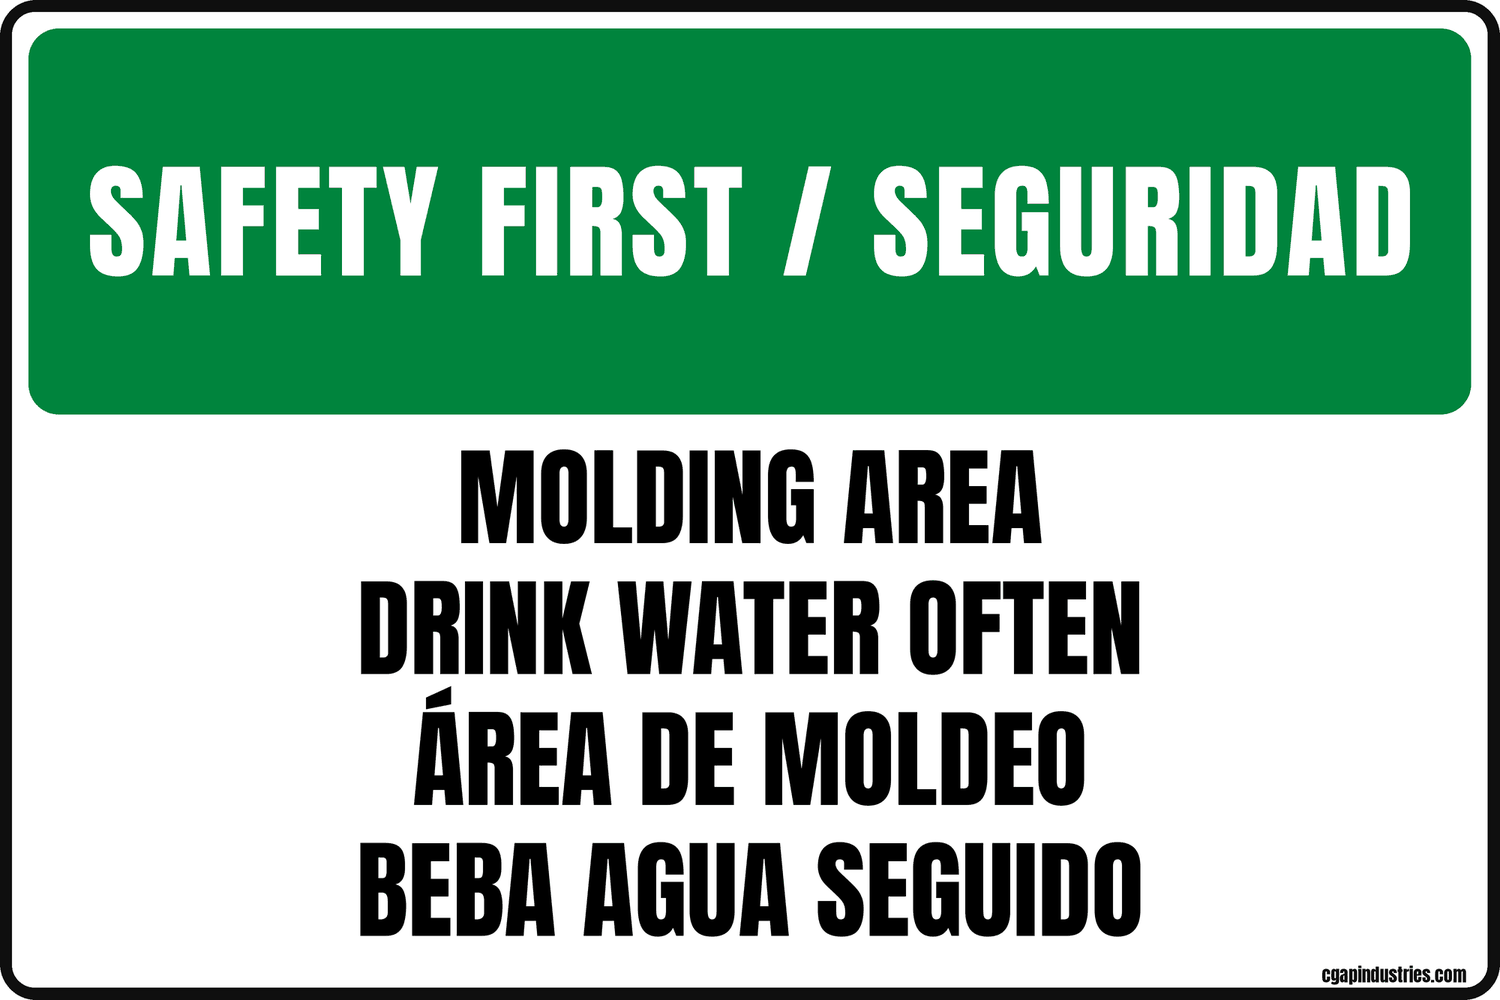 SAFETY FIRST / SEGURIDAD
MOLDING AREA
DRINK WATER OFTEN
ÁREA DE MOLDEO
BEBA AGUA SEGUIDO
cgapindustries.com